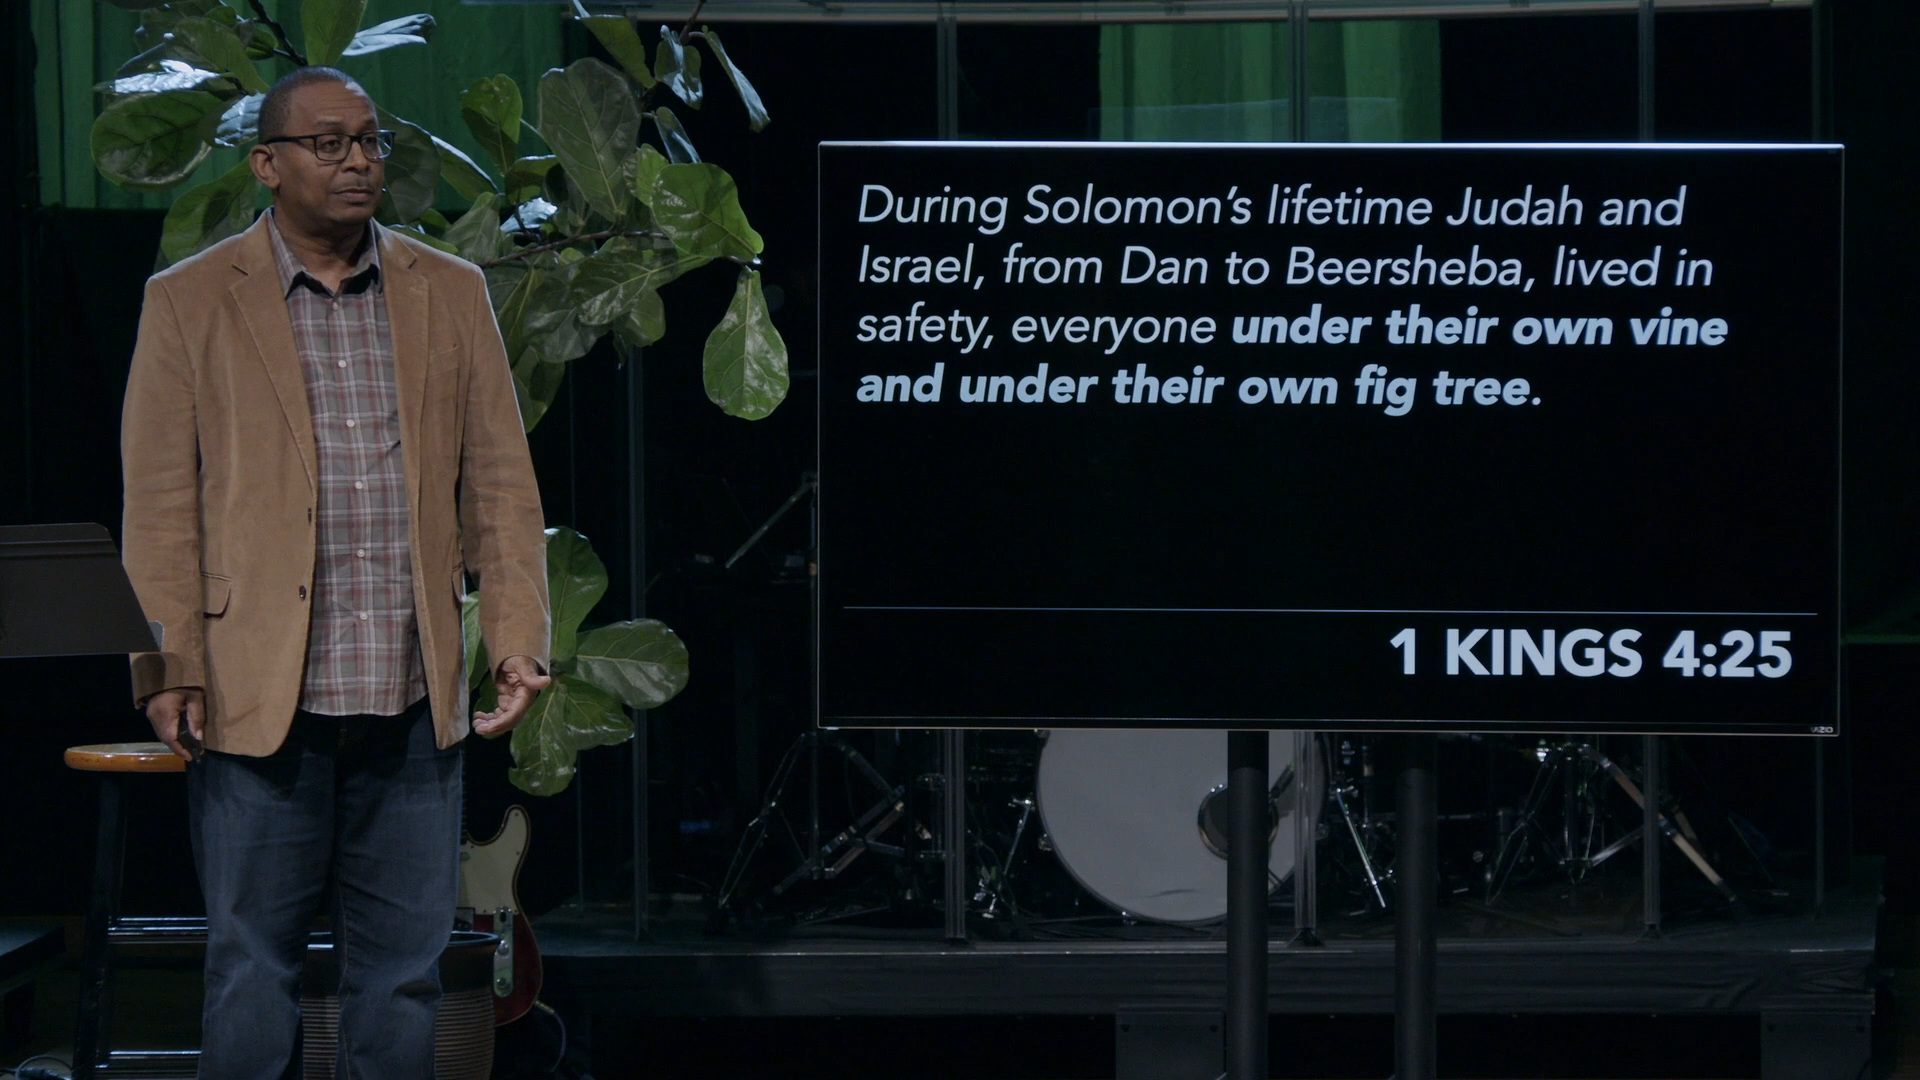 During Solomon's lifetime Judah and
Israel, from Dan to Beersheba, lived in
safety, everyone under their own vine
and under their own fig tree.
1 KINGS 4:25
VIZIO